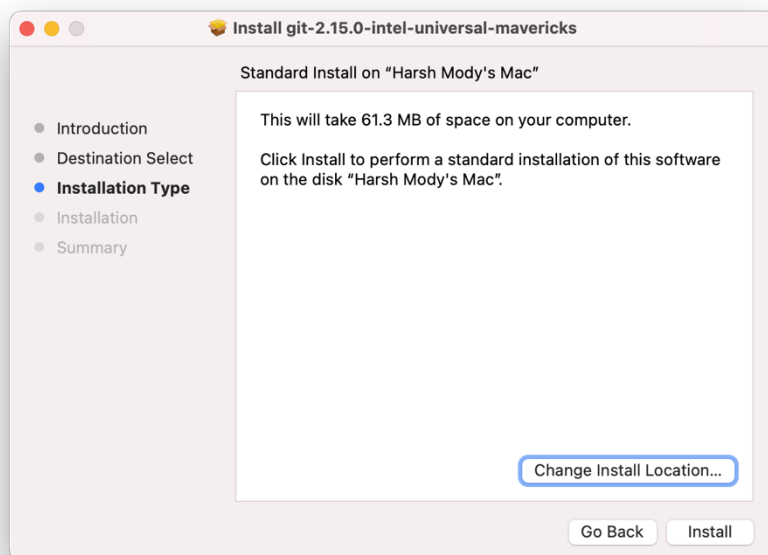 Install git-2.15.0-intel-universal-mavericks
Standard Install on “Harsh Mody's Mac”
Introduction
Destination Select
Installation Type
Installation
Summary
This will take 61.3 MB of space on your computer.
Click Install to perform a standard installation of this software
on the disk “Harsh Mody's Mac”.
Change Install Location...
Go Back
Install